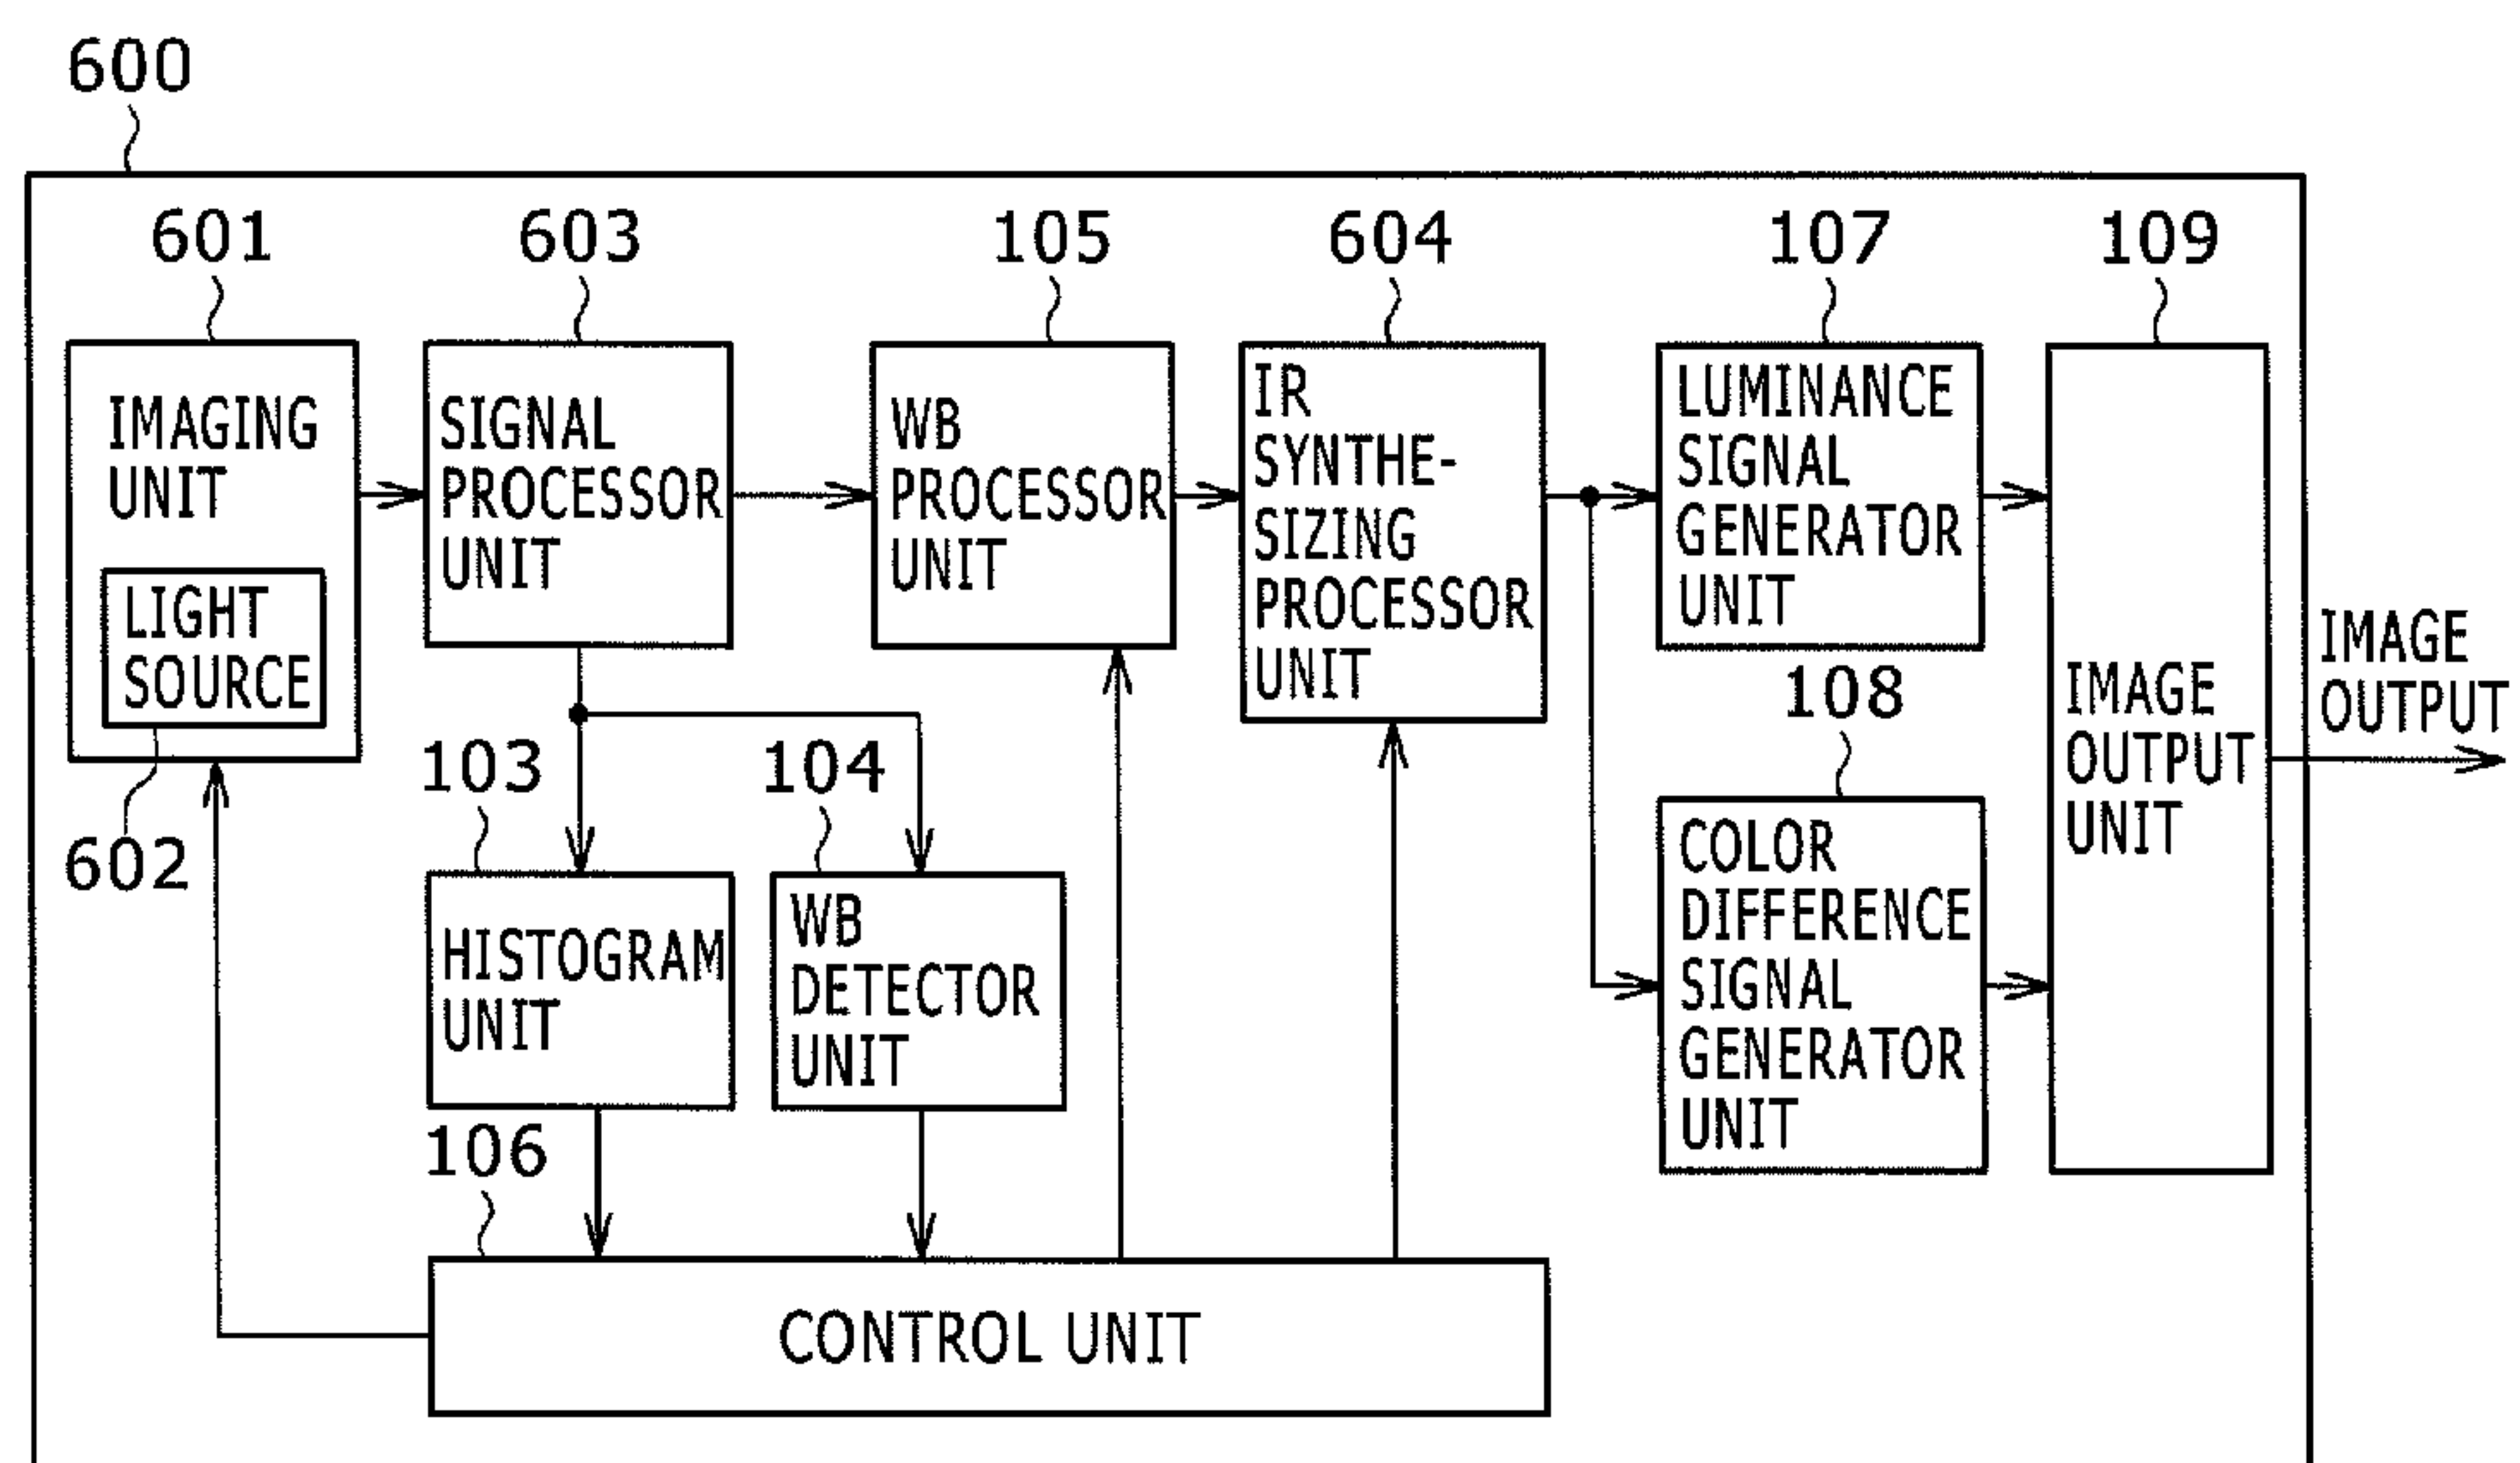 600
601
603
105
604
107
109
IMAGING
UNIT
LIGHT
SOURCE
602
SIGNAL
PROCESSOR
UNIT
WB
PROCESSOR
UNIT
IR
SYNTHE-
SIZING
PROCESSOR
UNIT
LUMINANCE
SIGNAL
GENERATOR
UNIT
108
COLOR
DIFFERENCE
SIGNAL
GENERATOR
UNIT
IMAGE
OUTPUT
UNIT
IMAGE
OUTPUT
103
HISTOGRAM
UNIT
104
WB
DETECTOR
UNIT
106
CONTROL UNIT